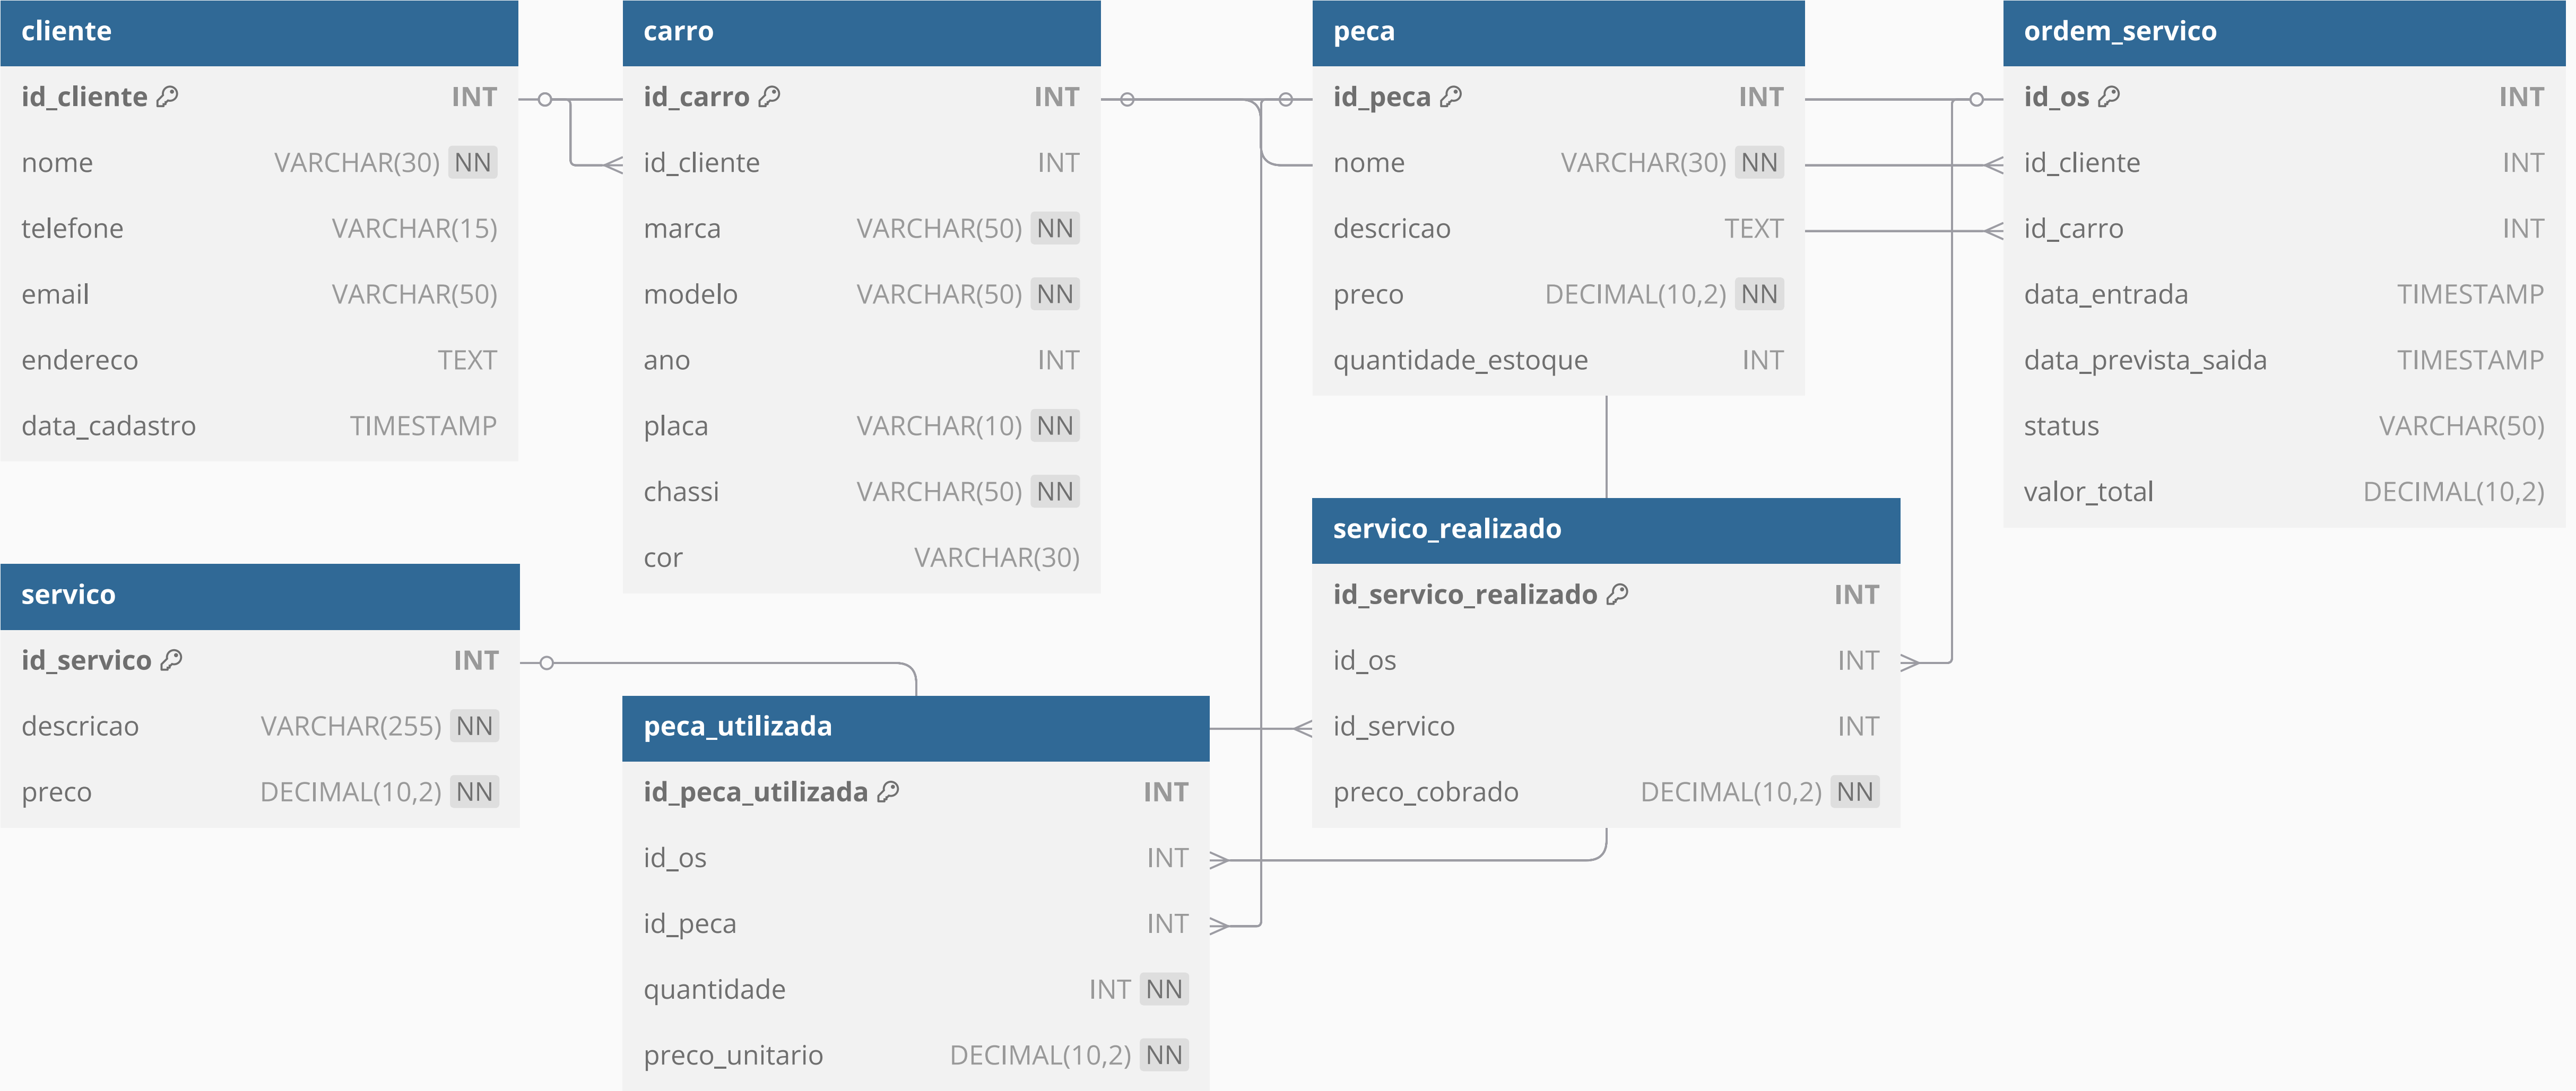 cliente
id_cliente INT
nome VARCHAR(30) NN
telefone VARCHAR(15)
email VARCHAR(50)
endereco TEXT
data_cadastro TIMESTAMP
carro
id_carro INT
id_cliente INT
marca VARCHAR(50) NN
modelo VARCHAR(50) NN
ano INT
placa VARCHAR(10) NN
chassi VARCHAR(50) NN
cor VARCHAR(30)
peca
id_peca INT
nome VARCHAR(30) NN
descricao TEXT
preco DECIMAL(10,2) NN
quantidade_estoque INT
ordem_servico
id_os INT
id_cliente INT
id_carro INT
data_entrada TIMESTAMP
data_prevista_saida TIMESTAMP
status VARCHAR(50)
valor_total DECIMAL(10,2)
servico
id_servico INT
descricao VARCHAR(255) NN
preco DECIMAL(10,2) NN
peca_utilizada
id_peca_utilizada INT
id_os INT
id_peca INT
quantidade INT NN
preco_unitario DECIMAL(10,2) NN
servico_realizado
id_servico_realizado INT
id_os INT
id_servico INT
preco_cobrado DECIMAL(10,2) NN